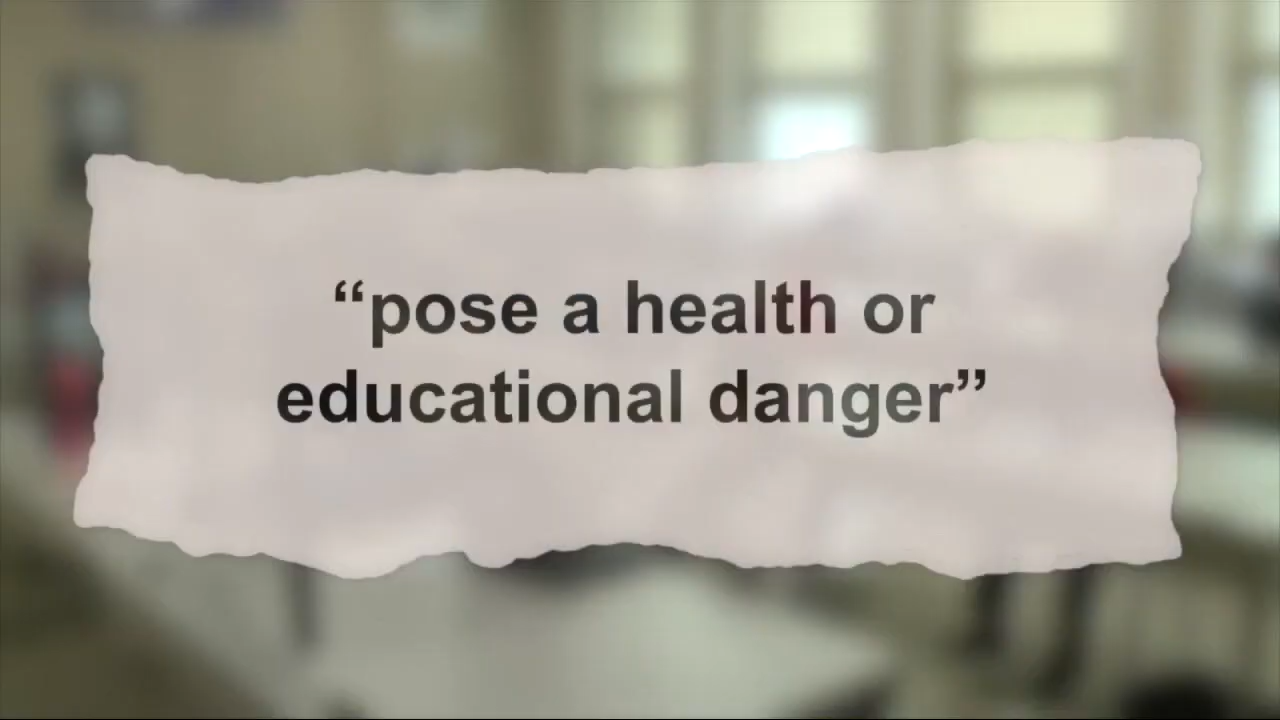 “pose a health or
educational danger”